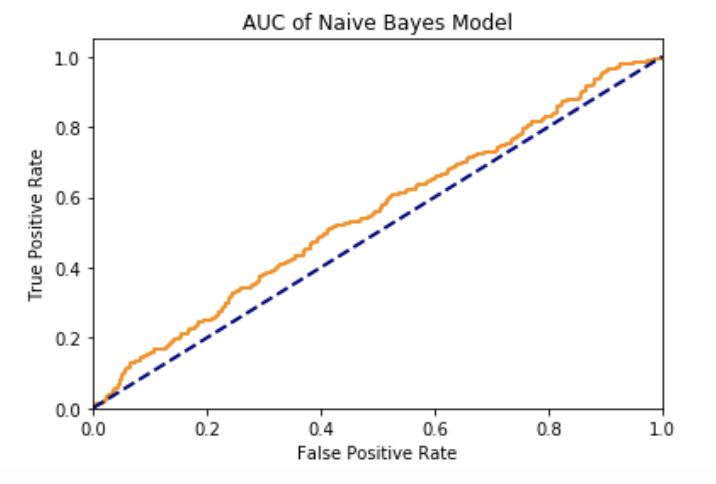 AUC of Naive Bayes Model
1.0
0.8
0.6
0.4
0.2
0.0
True Positive Rate
0.0 0.2 0.4 0.6 0.8 1.0
False Positive Rate